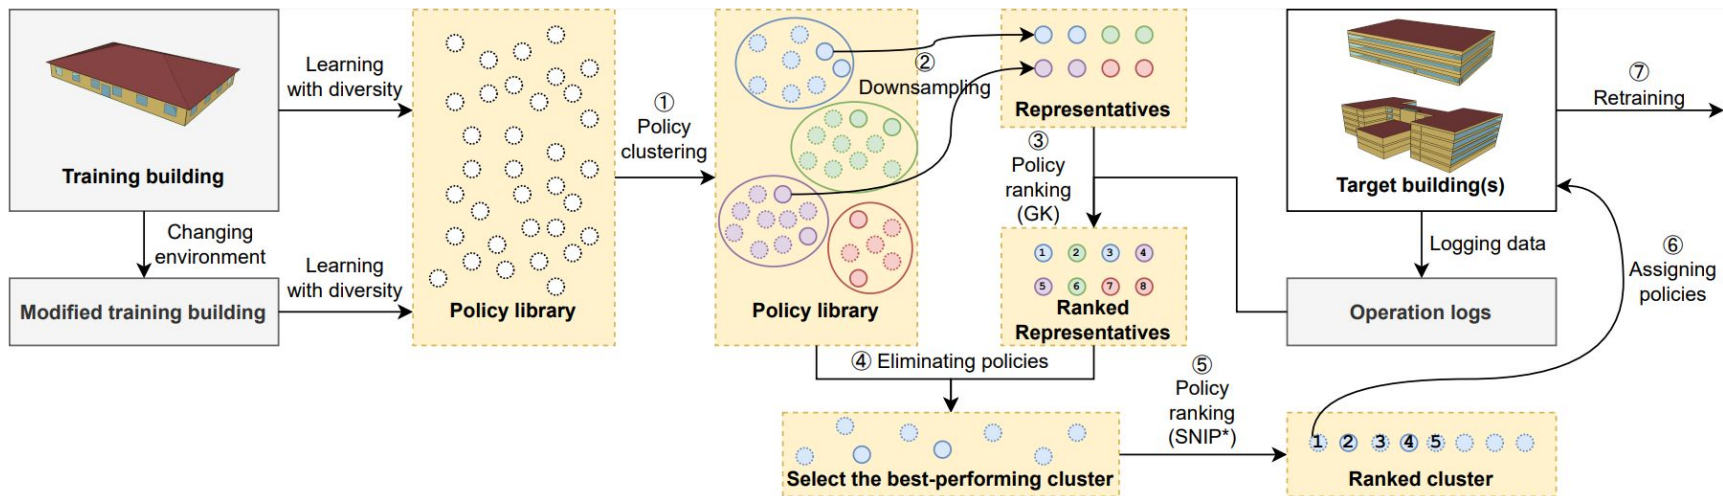 Training building
Changing
environment
Modified training building
Learning
with diversity
Learning
with diversity
Policy library
①
Policy
clustering
Policy library
②
Downsampling
Representatives
③
Policy
ranking
(GK)
1 2 3 4
5 6 7 8
Ranked
Representatives
④ Eliminating policies
Select the best-performing cluster
⑤
Policy
ranking
(SNIP*)
1 2 3 4 5
Ranked cluster
⑥
Assigning
policies
Target building(s)
Logging data
Operation logs
⑦
Retraining